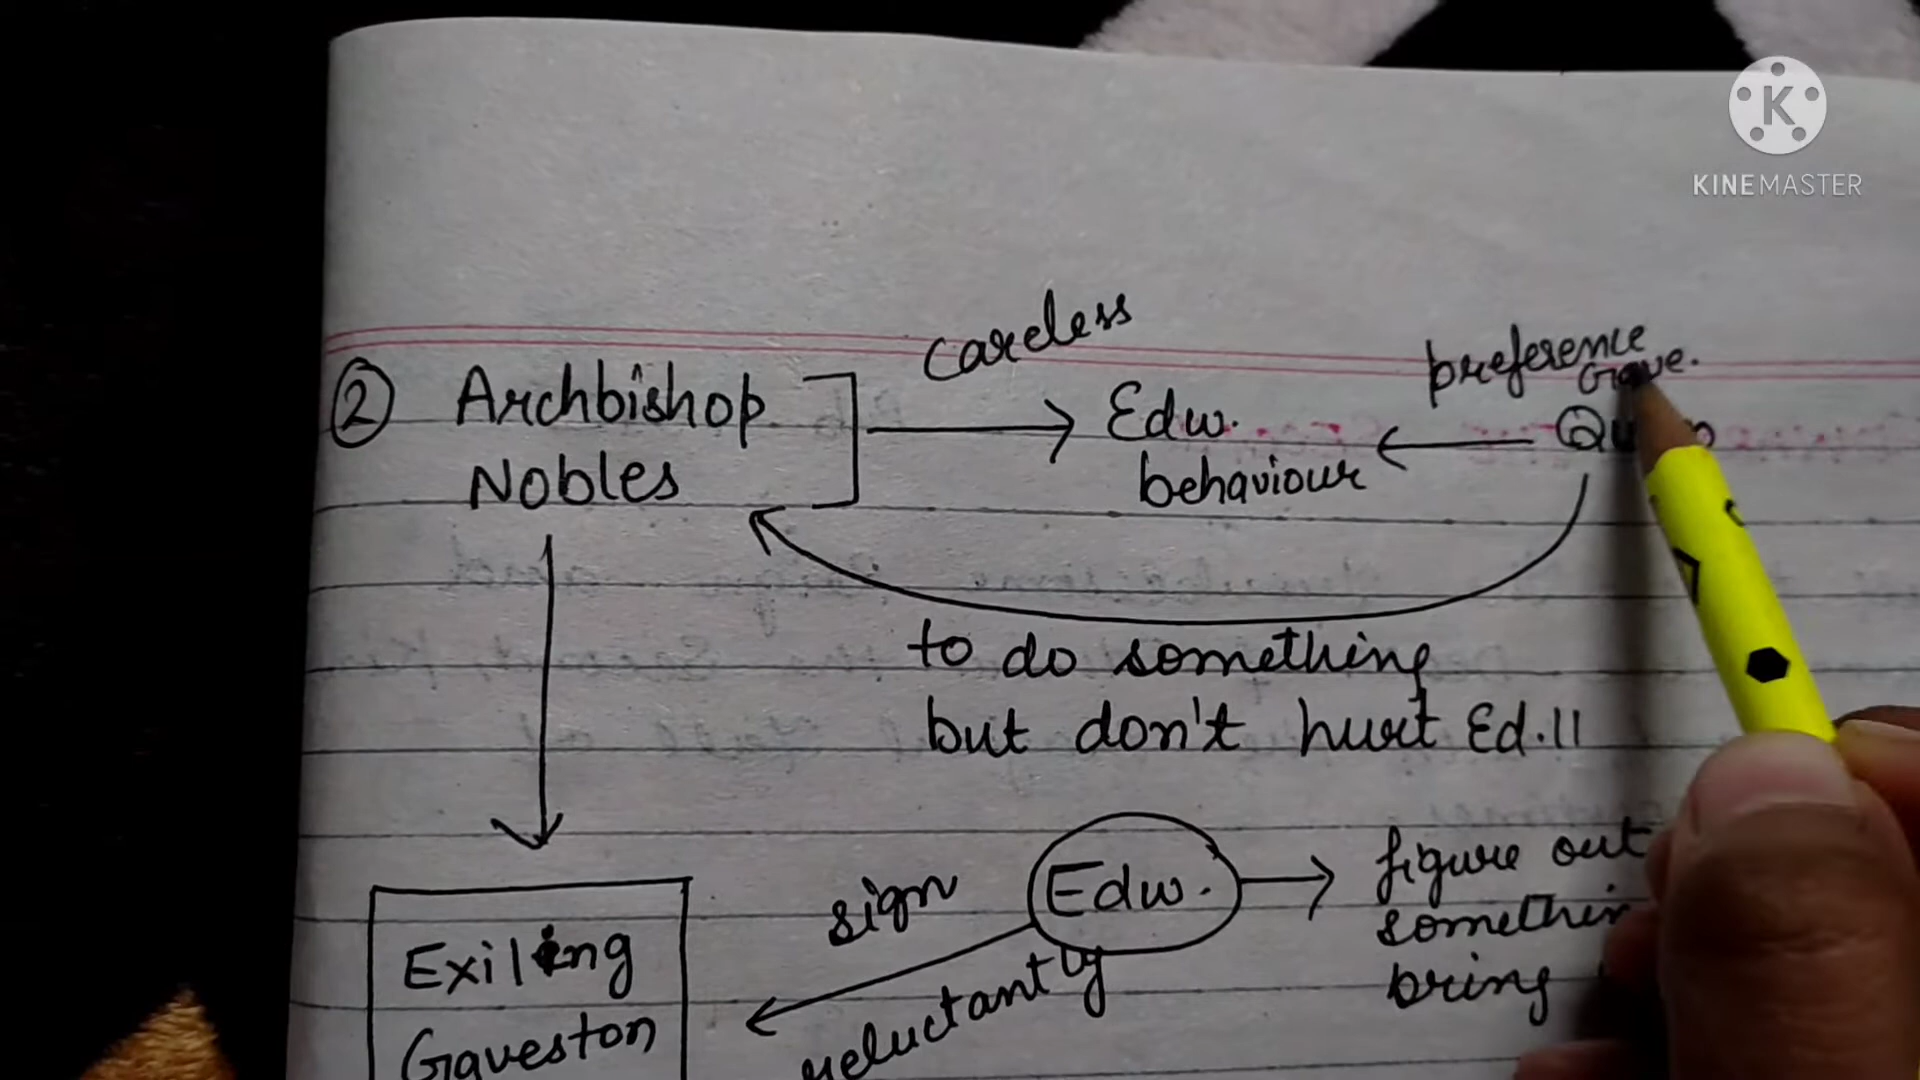 KINEMASTER
careless
preference
Gave.
② Archbishop
Nobles
Edw.
behaviour
to do something
but don't hurt Ed.II
sign
reluctantly
Edw.
figure out
bring
Exiling
Gaveston